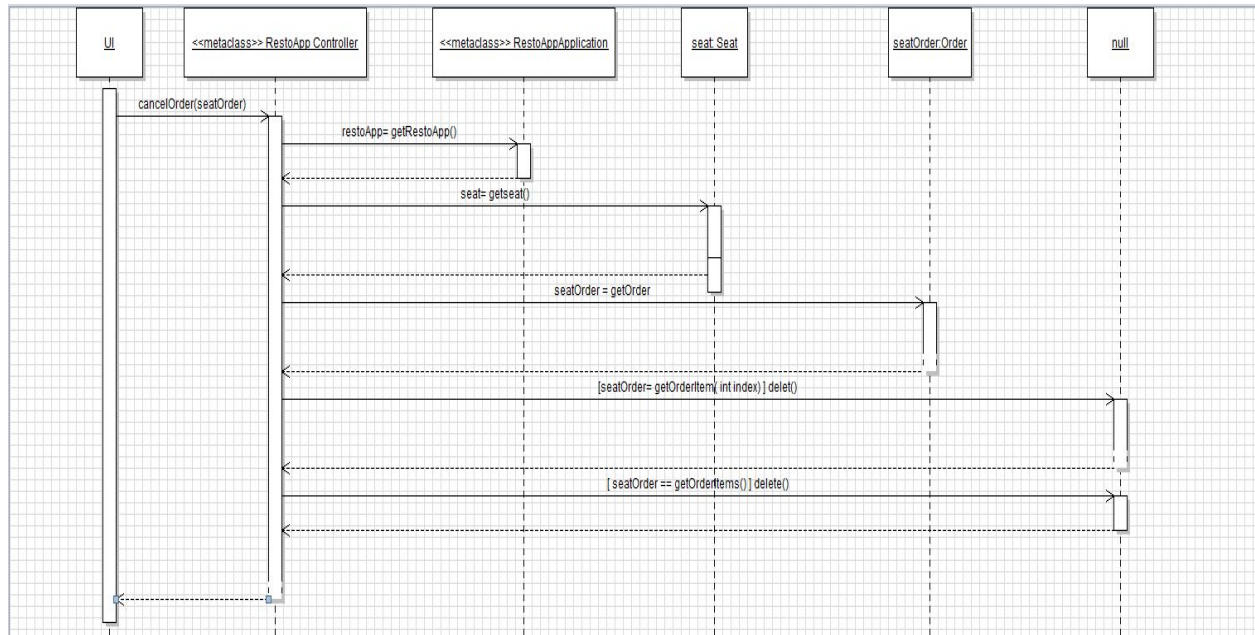 UI
<<metaclass>> RestoApp Controller
<<metaclass>> RestoAppApplication
seat: Seat
seatOrder:Order
null
cancelOrder(seatOrder)
restoApp= getRestoApp()
seat= getseat()
seatOrder = getOrder
[seatOrder= getOrderItem( int index) ] delet()
[ seatOrder == getOrderItems() ] delete()